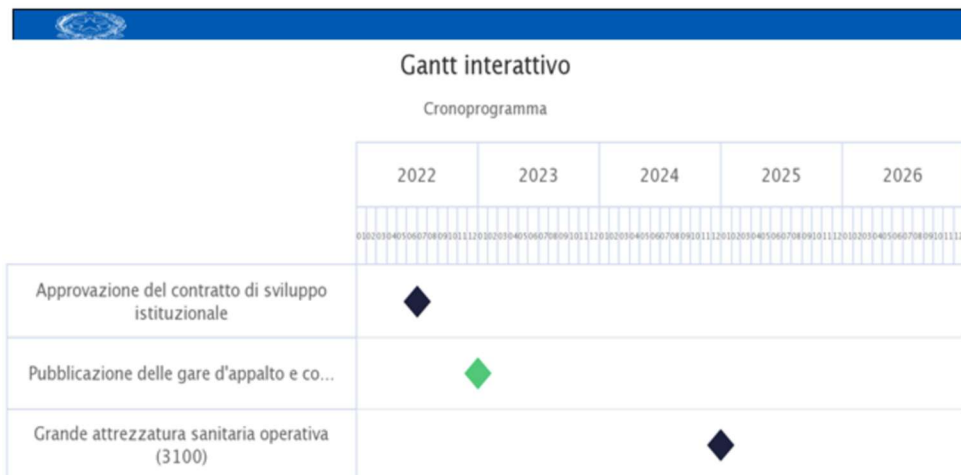 Gantt interattivo
Cronoprogramma
2022 2023 2024 2025 2026
010203040506070809101112010203040506070809101112010203040506070809101112010203040506070809101112010203040506070809101112
Approvazione del contratto di sviluppo
istituzionale
Pubblicazione delle gare d'appalto e co...
Grande attrezzatura sanitaria operativa
(3100)